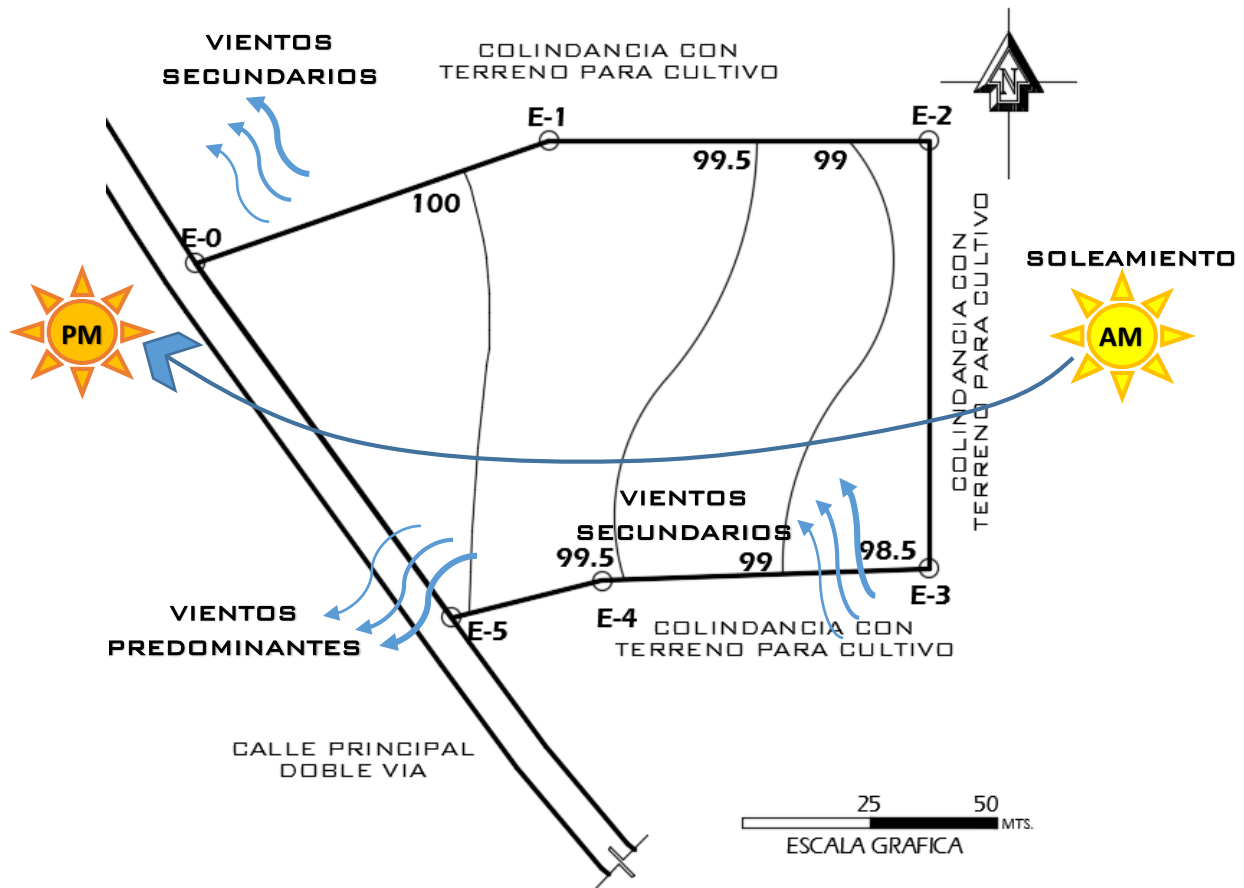 VIENTOS
SECUNDARIOS
COLINDANCIA CON
TERRENO PARA CULTIVO
N
E-1
E-2
99.5
99
100
E-0
COLINDANCIA CON
TERRENO PARA CULTIVO
SOLEAMIENTO
PM
AM
VIENTOS
SECUNDARIOS
99.5
99
98.5
E-3
E-4
E-5
VIENTOS
PREDOMINANTES
COLINDANCIA CON
TERRENO PARA CULTIVO
CALLE PRINCIPAL
DOBLE VIA
25
50
MTS.
ESCALA GRAFICA